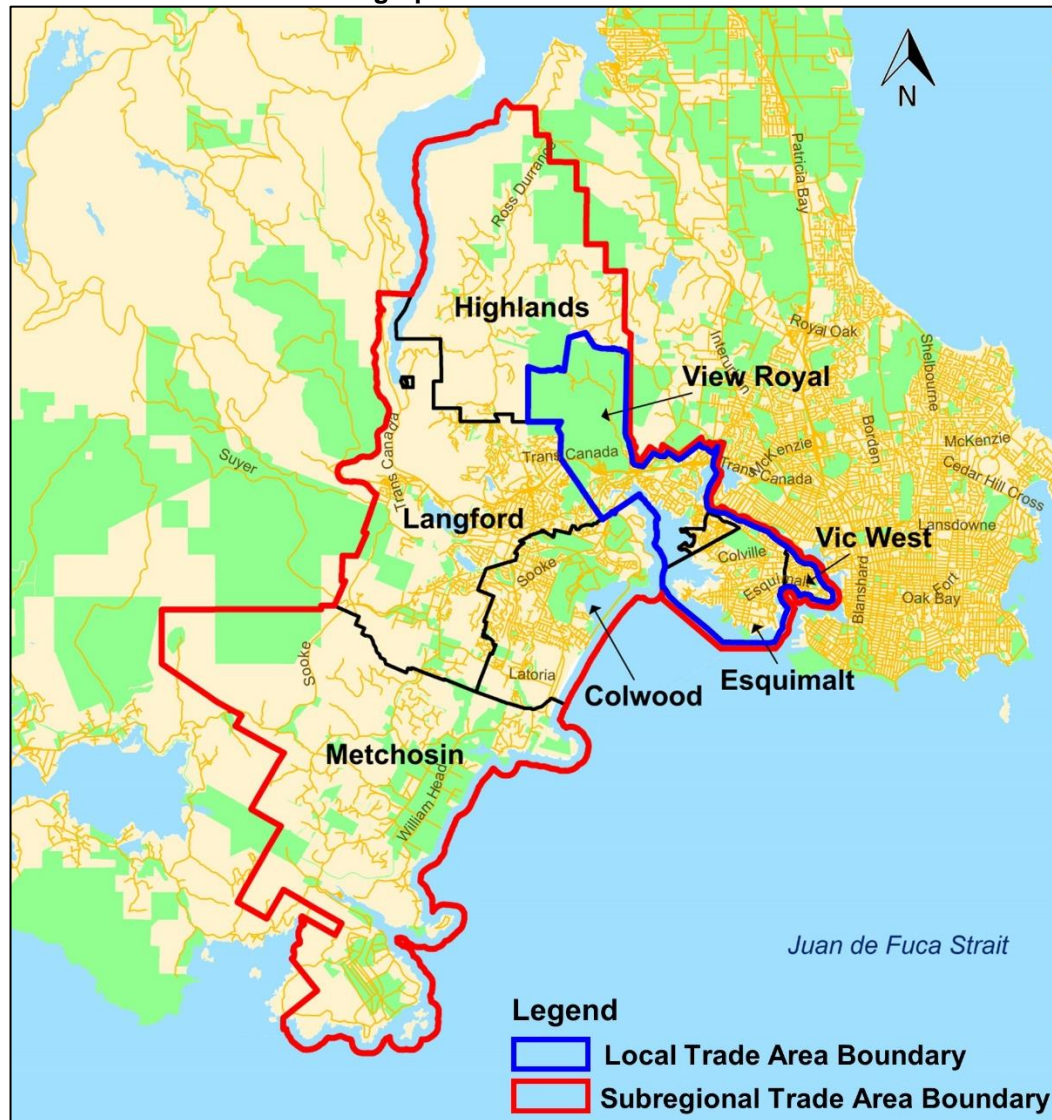 N
Patricia Bay
Ross Durrance
Highlands
Royal Oak
Interurban
Shelbourne
View Royal
Borden
McKenzie
McKenzie
Trans Canada
Trans Canada
Trans Canada
Cedar Hill Cross
Suyer
Langford
Lansdowne
Vic West
Colville
Sooke
Esquimalt
Fort
Blanshard
Oak Bay
Sooke
Latoria
Colwood
Esquimalt
Metchosin
William Head
Juan de Fuca Strait
Legend
Local Trade Area Boundary
Subregional Trade Area Boundary